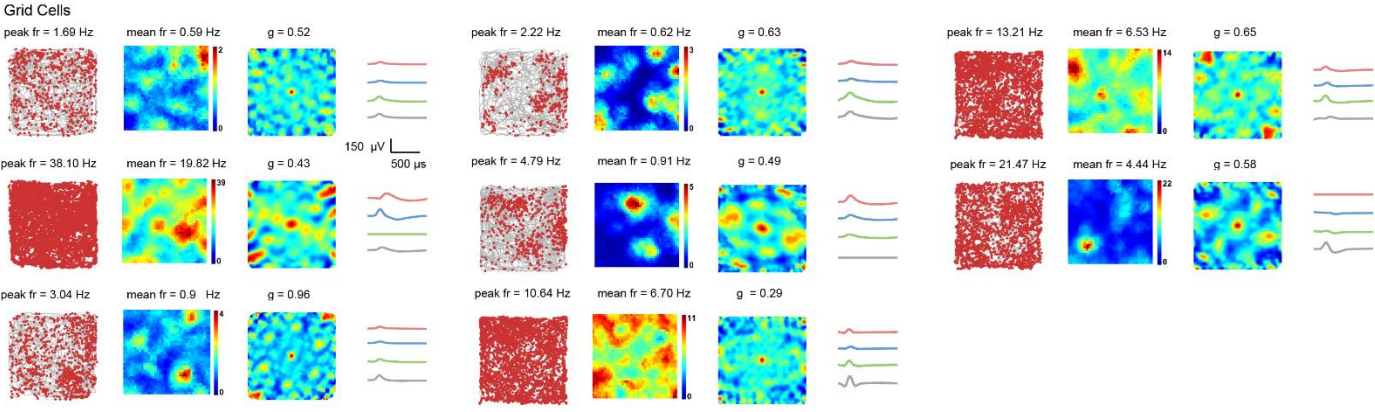 Grid Cells
peak fr = 1.69 Hz mean fr = 0.59 Hz g = 0.52
2
0
peak fr = 2.22 Hz mean fr = 0.62 Hz g = 0.63
3
0
peak fr = 13.21 Hz mean fr = 6.53 Hz g = 0.65
14
0
150 µV
500 µs
peak fr = 38.10 Hz mean fr = 19.82 Hz g = 0.43
39
0
peak fr = 4.79 Hz mean fr = 0.91 Hz g = 0.49
5
0
peak fr = 21.47 Hz mean fr = 4.44 Hz g = 0.58
22
0
peak fr = 3.04 Hz mean fr = 0.9 Hz g = 0.96
4
0
peak fr = 10.64 Hz mean fr = 6.70 Hz g = 0.29
11
0